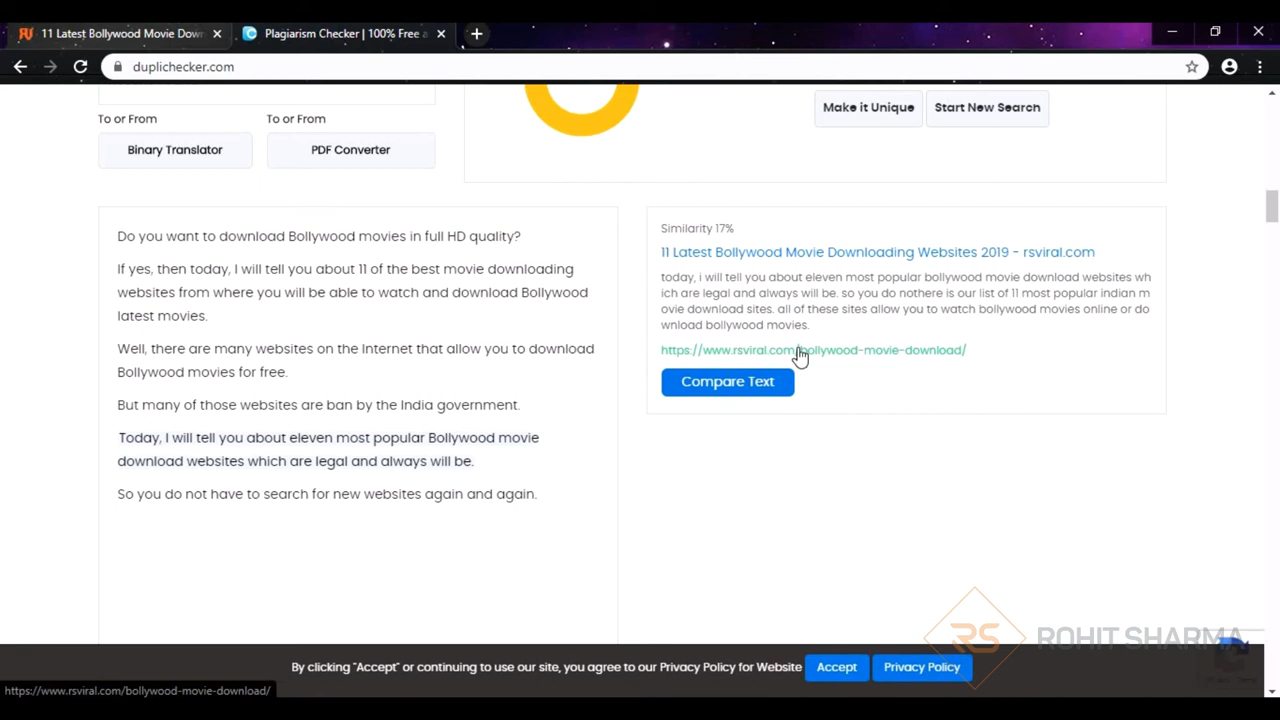 11 Latest Bollywood Movie Down
Plagiarism Checker | 100% Free a
duplichecker.com
Make it Unique
Start New Search
To or From
To or From
Binary Translator
PDF Converter
Do you want to download Bollywood movies in full HD quality?
If yes, then today, I will tell you about 11 of the best movie downloading
websites from where you will be able to watch and download Bollywood
latest movies.
Well, there are many websites on the Internet that allow you to download
Bollywood movies for free.
But many of those websites are ban by the India government.
Today, I will tell you about eleven most popular Bollywood movie
download websites which are legal and always will be.
So you do not have to search for new websites again and again.
Similarity 17%
11 Latest Bollywood Movie Downloading Websites 2019 - rsviral.com
today, i will tell you about eleven most popular bollywood movie download websites wh
ich are legal and always will be. so you do nothere is our list of 11 most popular indian m
ovie download sites. all of these sites allow you to watch bollywood movies online or do
wnload bollywood movies.
https://www.rsviral.com/bollywood-movie-download/
Compare Text
RS ROHIT SHARMA
By clicking "Accept" or continuing to use our site, you agree to our Privacy Policy for Website
Accept
Privacy Policy
https://www.rsviral.com/bollywood-movie-download/